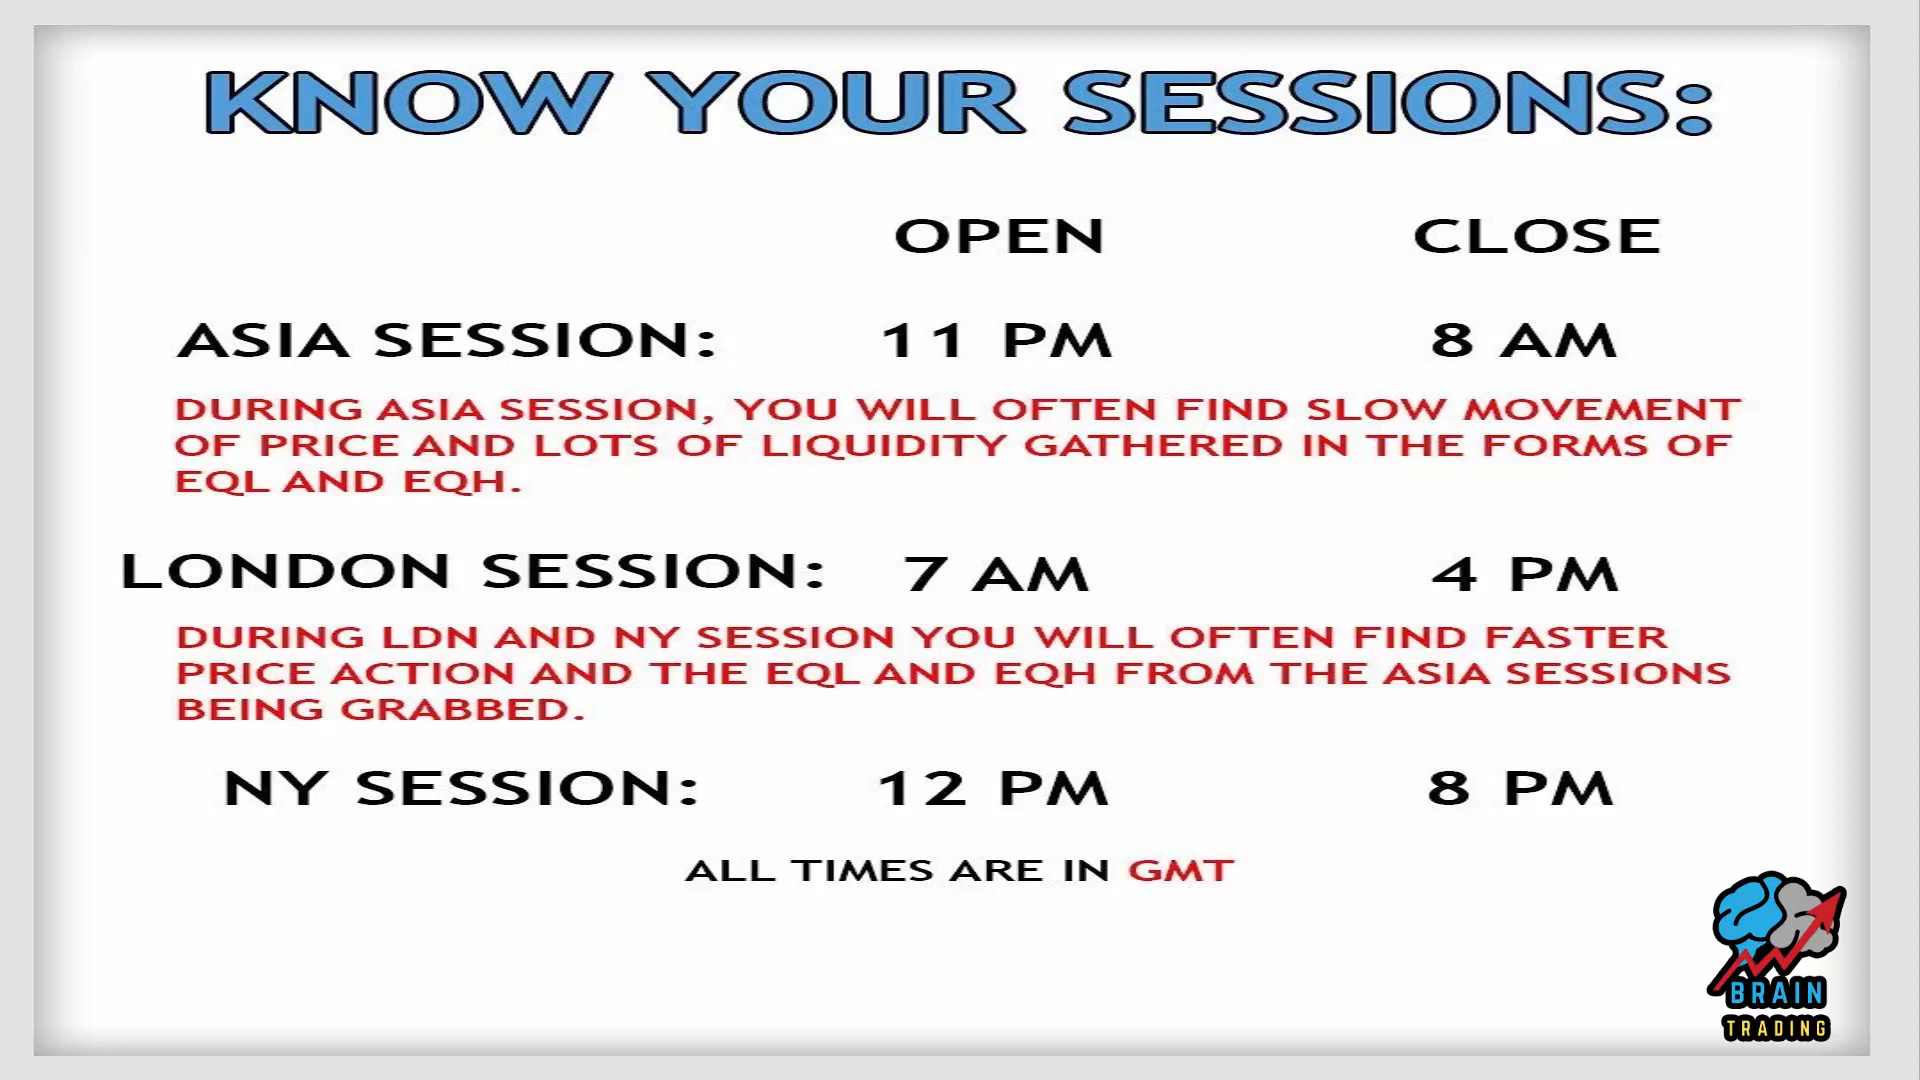 KNOW YOUR SESSIONS:
OPEN CLOSE
ASIA SESSION: 11 PM 8 AM
DURING ASIA SESSION, YOU WILL OFTEN FIND SLOW MOVEMENT
OF PRICE AND LOTS OF LIQUIDITY GATHERED IN THE FORMS OF
EQL AND EQH.
LONDON SESSION: 7 AM 4 PM
DURING LDN AND NY SESSION YOU WILL OFTEN FIND FASTER
PRICE ACTION AND THE EQL AND EQH FROM THE ASIA SESSIONS
BEING GRABBED.
NY SESSION: 12 PM 8 PM
ALL TIMES ARE IN GMT
BRAIN
TRADING